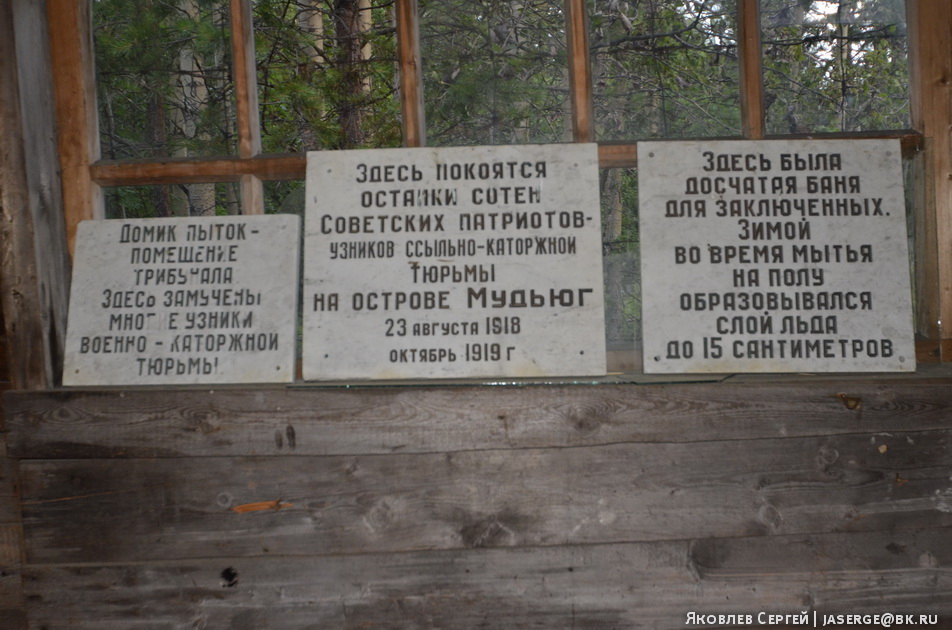 Домик пыток-
помещение
трибунала.
Здесь замучены
многие узники
военно-каторжной
тюрьмы
Здесь покоятся
останки сотен
Советских патриотов-
узников ссыльно-каторжной
тюрьмы
на острове Мудьюг
23 августа 1918
октябрь 1919 г
Здесь была
досчатая баня
для заключенных.
Зимой
во время мытья
на полу
образовывался
слой льда
до 15 сантиметров
Яковлев Сергей | jaserge@bk.ru